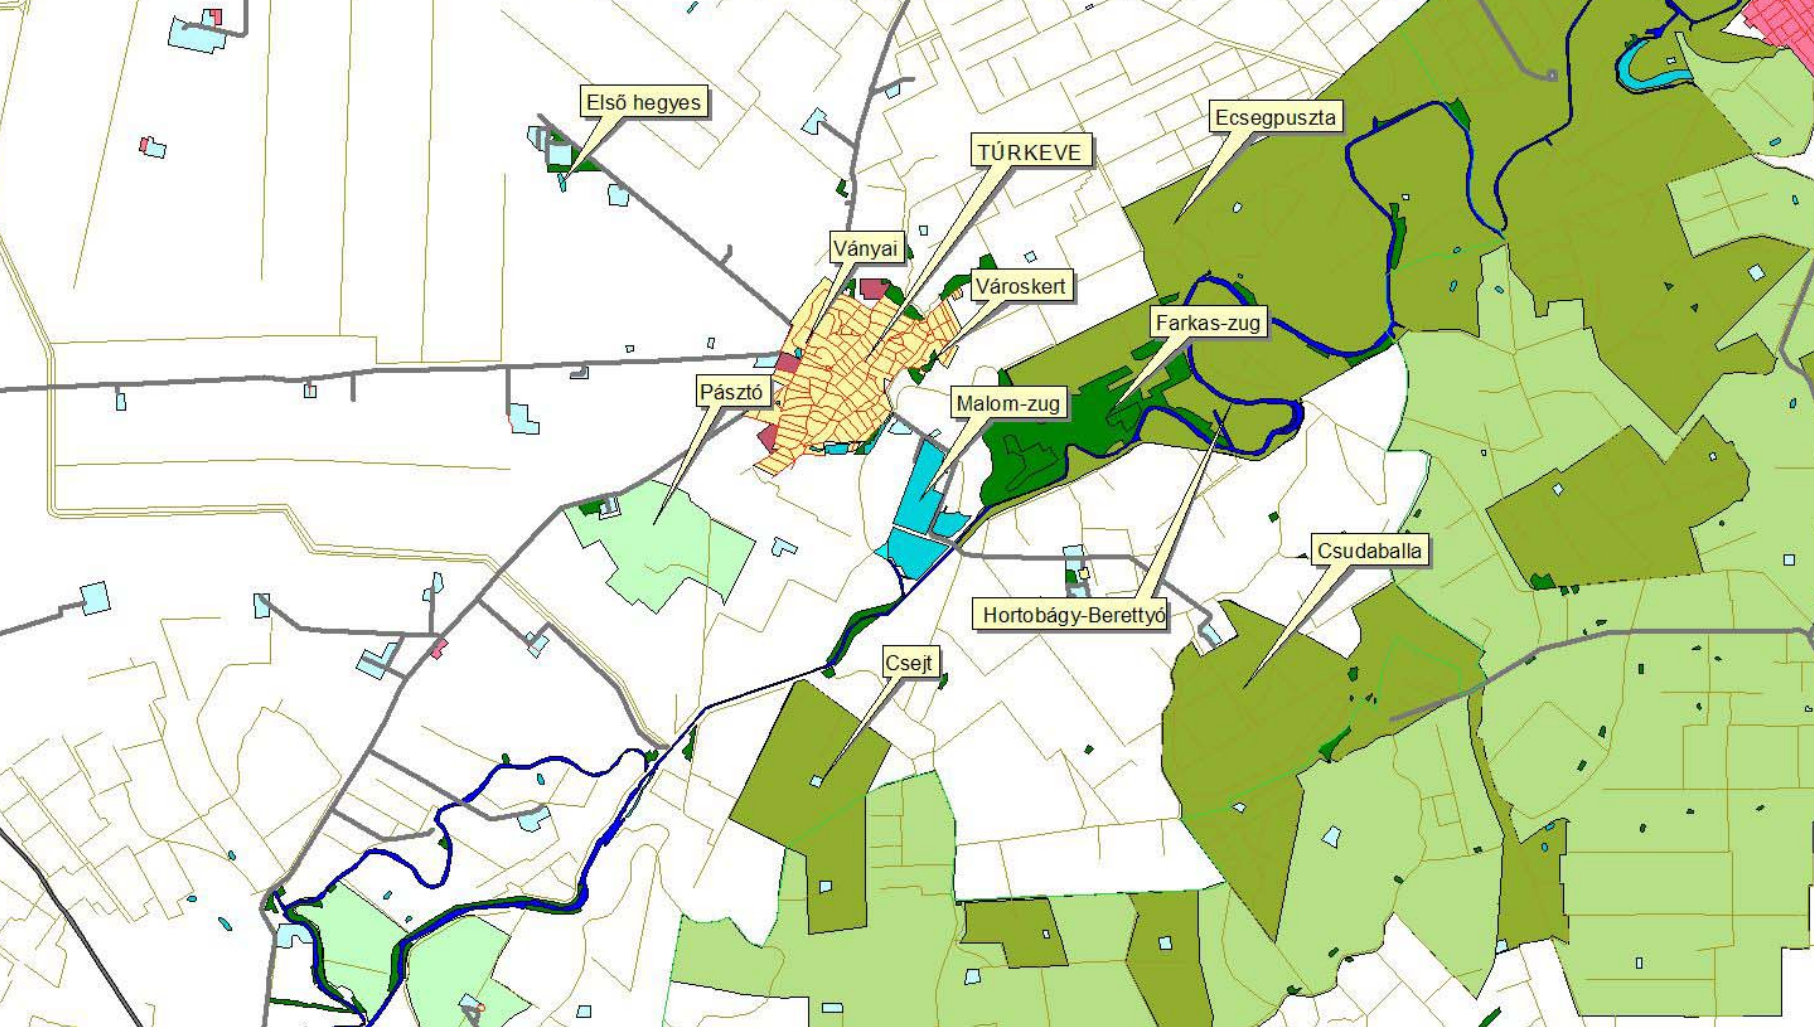 Első hegyes
Ecsegpuszta
TÚRKEVE
Ványai
Városkert
Farkas-zug
Pásztó
Malom-zug
Csudaballa
Hortobágy-Berettyó
Csejt